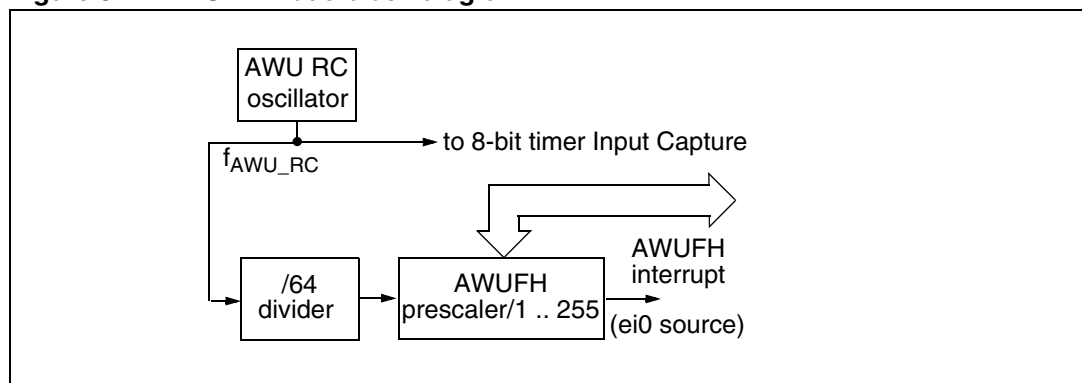 AWU RC
oscillator
to 8-bit timer Input Capture
fAWU_RC
AWUFH
interrupt
/64
divider
AWUFH
prescaler/1 .. 255
(ei0 source)